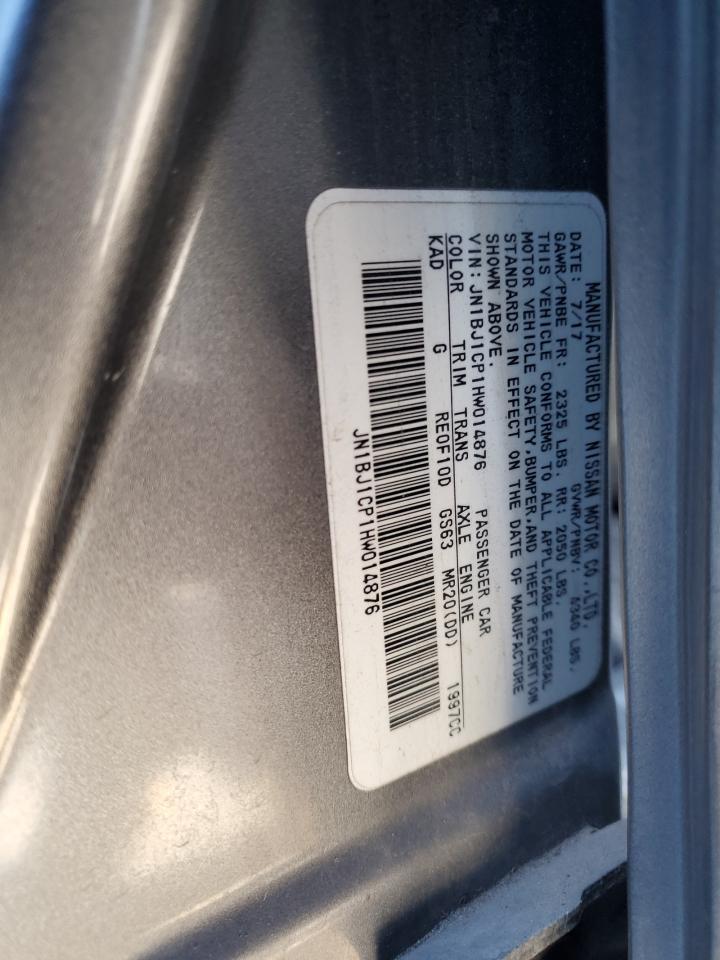 MANUFACTURED BY NISSAN MOTOR CO.,LTD.
DATE: 7/17 GVWR/PNBV: 4340 LBS.
GAWR/PNBE FR: 2325 LBS. RR: 2050 LBS.
THIS VEHICLE CONFORMS TO ALL APPLICABLE FEDERAL
MOTOR VEHICLE SAFETY,BUMPER,AND THEFT PREVENTION
STANDARDS IN EFFECT ON THE DATE OF MANUFACTURE
SHOWN ABOVE.
VIN:JN1BJ1CP1HW014876 PASSENGER CAR
COLOR TRIM TRANS AXLE ENGINE
KAD G RE0F10D GS63 MR20(DD) 1997CC
JN1BJ1CP1HW014876